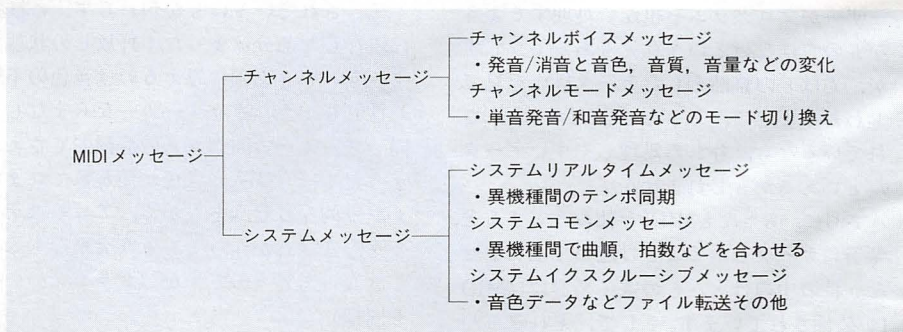 MIDIメッセージ
チャンネルメッセージ
チャンネルボイスメッセージ
・発音/消音と音色，音質，音量などの変化
チャンネルモードメッセージ
・単音発音/和音発音などのモード切り換え
システムメッセージ
システムリアルタイムメッセージ
・異機種間のテンポ同期
システムコモンメッセージ
・異機種間で曲順，拍数などを合わせる
システムイクスクルーシブメッセージ
・音色データなどファイル転送その他